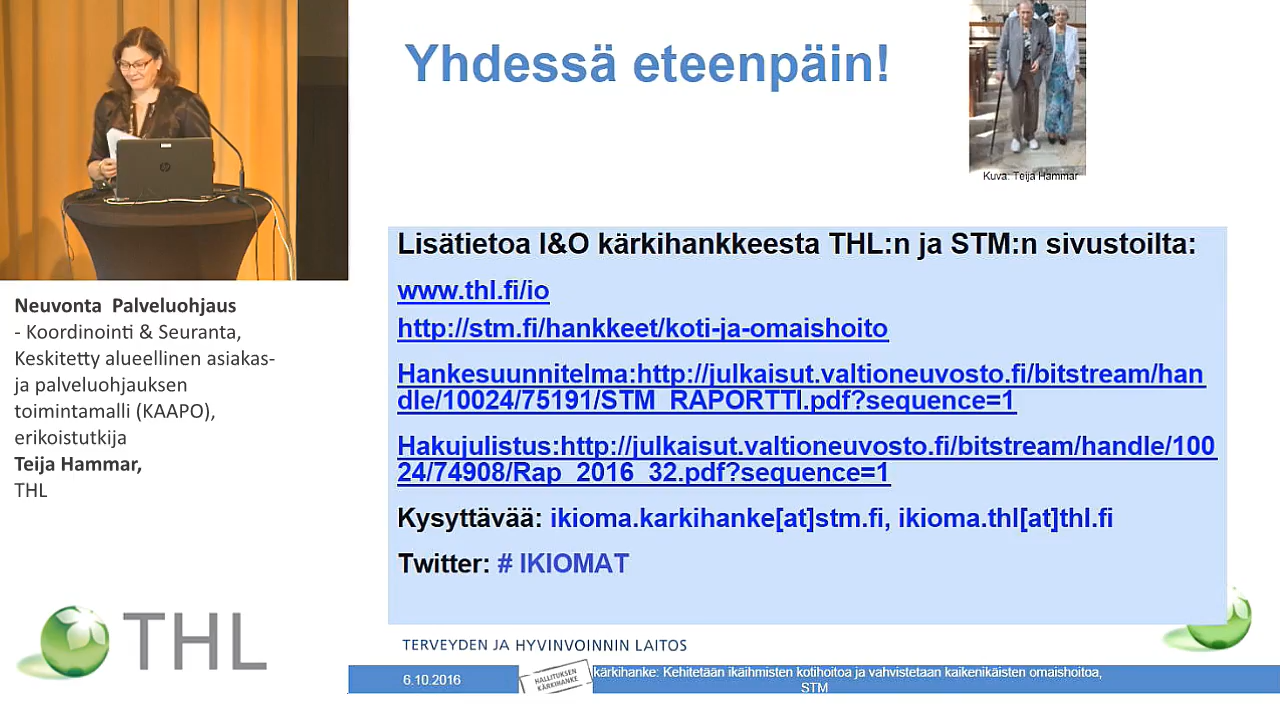 Yhdessä eteenpäin!
Kuva: Teija Hammar
Lisätietoa I&O kärkihankkeesta THL:n ja STM:n sivustoilta:
www.thl.fi/io
http://stm.fi/hankkeet/koti-ja-omaishoito
Hankesuunnitelma:http://julkaisut.valtioneuvosto.fi/bitstream/han
dle/10024/75191/STM_RAPORTTI.pdf?sequence=1
Hakujulistus:http://julkaisut.valtioneuvosto.fi/bitstream/handle/100
24/74908/Rap_2016_32.pdf?sequence=1
Kysyttävää: ikioma.karkihanke[at]stm.fi, ikioma.thl[at]thl.fi
Twitter: # IKIOMAT
Neuvonta Palveluohjaus
- Koordinointi & Seuranta,
Keskitetty alueellinen asiakas-
ja palveluohjauksen
toimintamalli (KAAPO),
erikoistutkija
Teija Hammar,
THL
THL
TERVEYDEN JA HYVINVOINNIN LAITOS
6.10.2016
HALLITUKSEN
KÄRKIHANKE
kärkihanke: Kehitetään ikäihmisten kotihoitoa ja vahvistetaan kaikenikäisten omaishoitoa,
STM